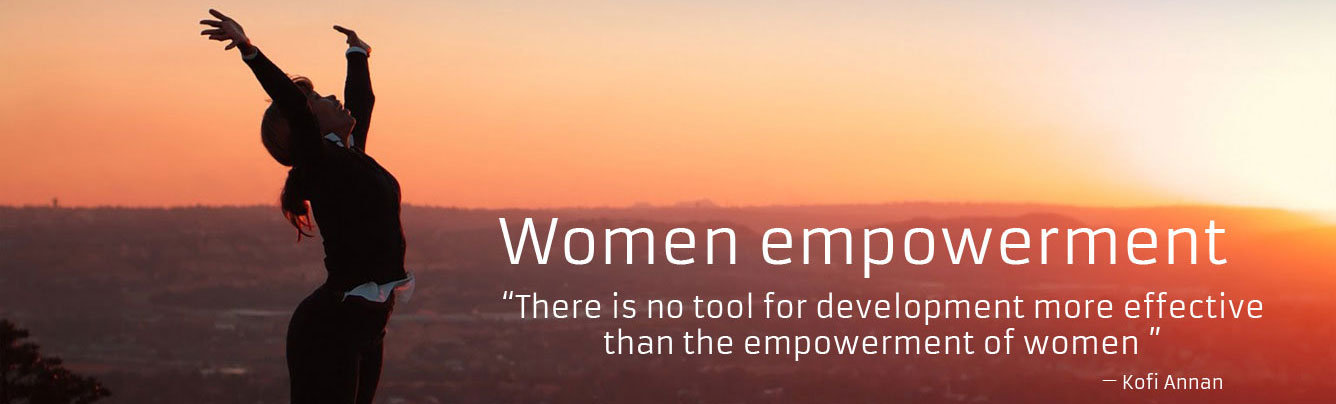 Women empowerment
“There is no tool for development more effective
than the empowerment of women ”
— Kofi Annan